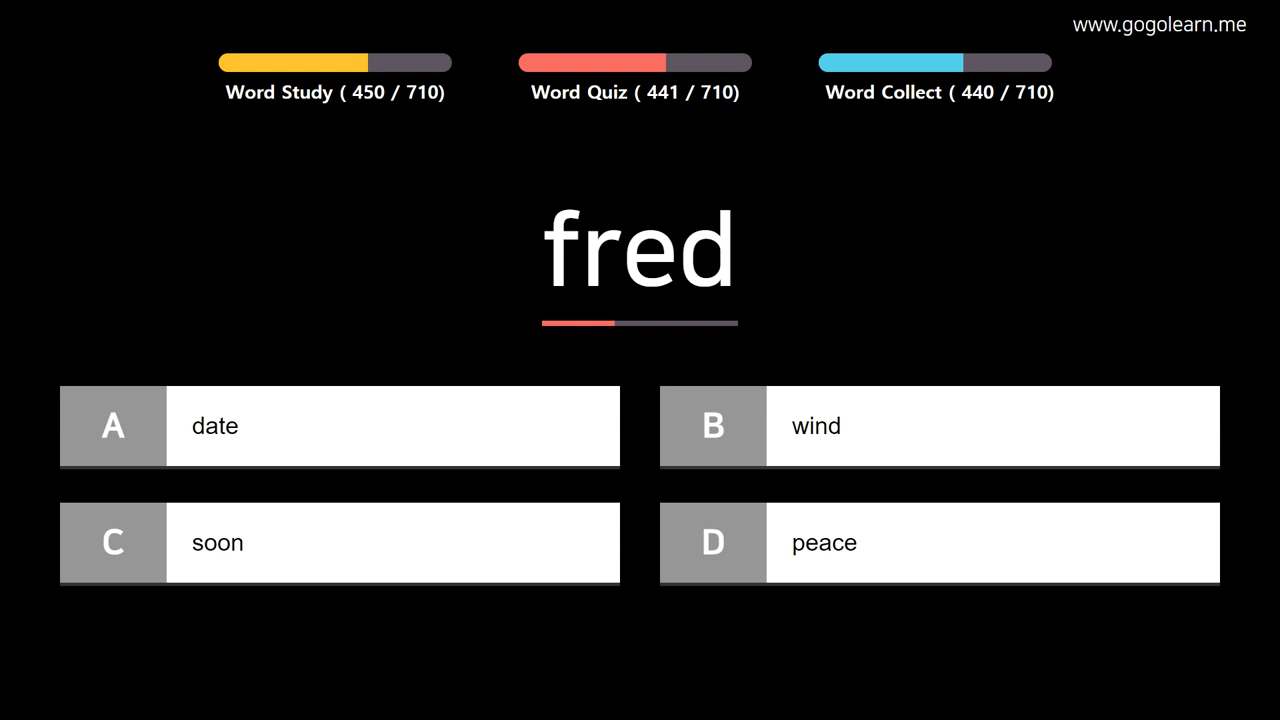 www.gogolearn.me
Word Study ( 450 / 710)
Word Quiz ( 441 / 710)
Word Collect ( 440 / 710)
fred
A date
B wind
C soon
D peace